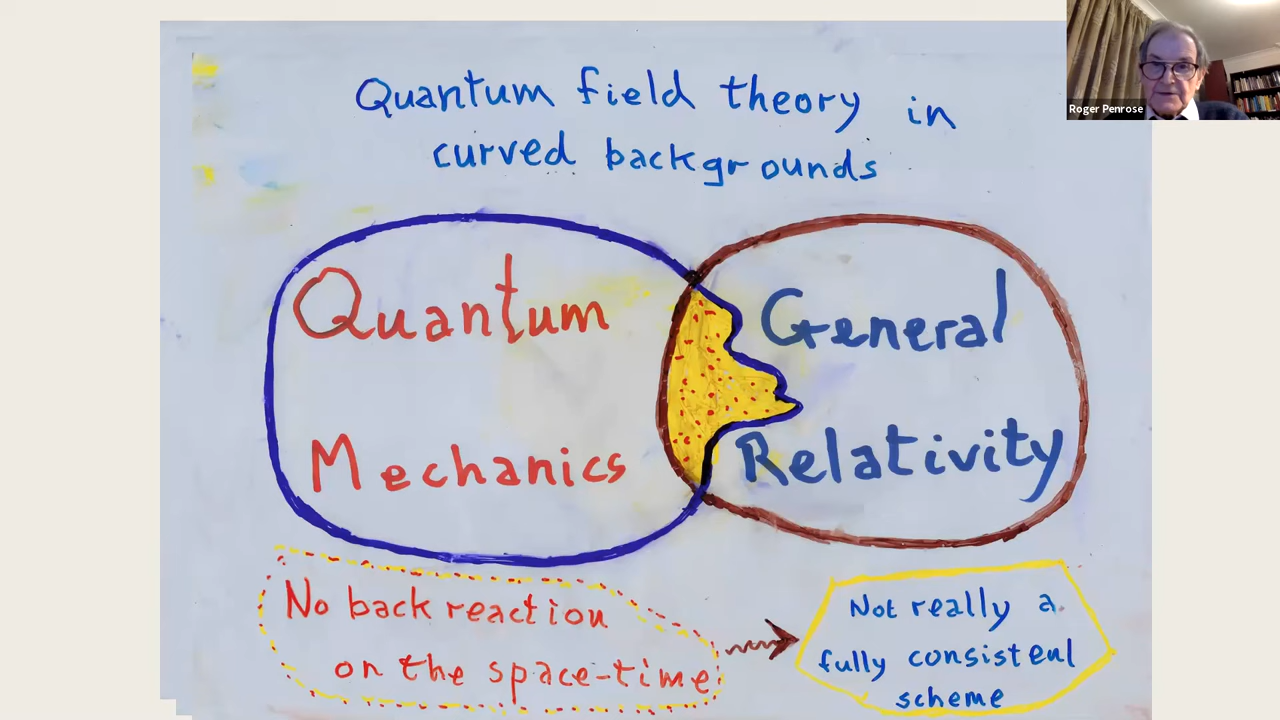 Quantum field theory in
curved backgrounds
Roger Penrose
Quantum
Mechanics
General
Relativity
No back reaction
on the space-time
Not really a
fully consistent
scheme